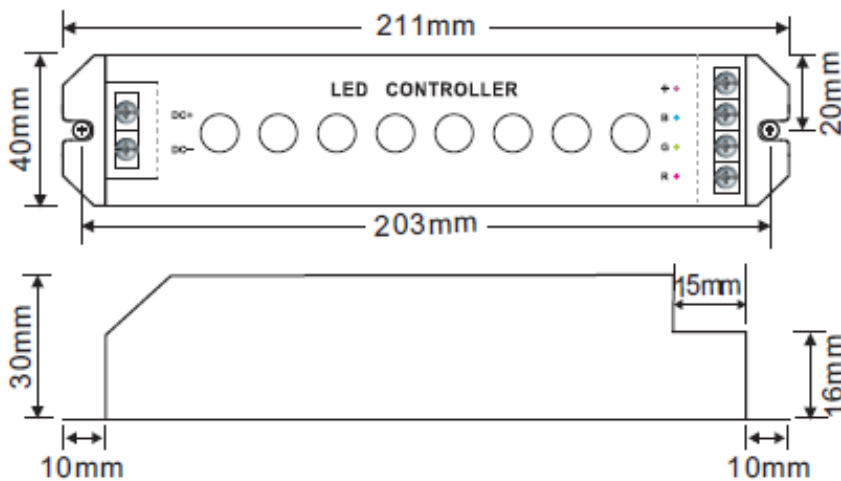 211mm
LED CONTROLLER
40mm
20mm
DC+
DC−
+
B
G
R
203mm
15mm
30mm
16mm
10mm
10mm